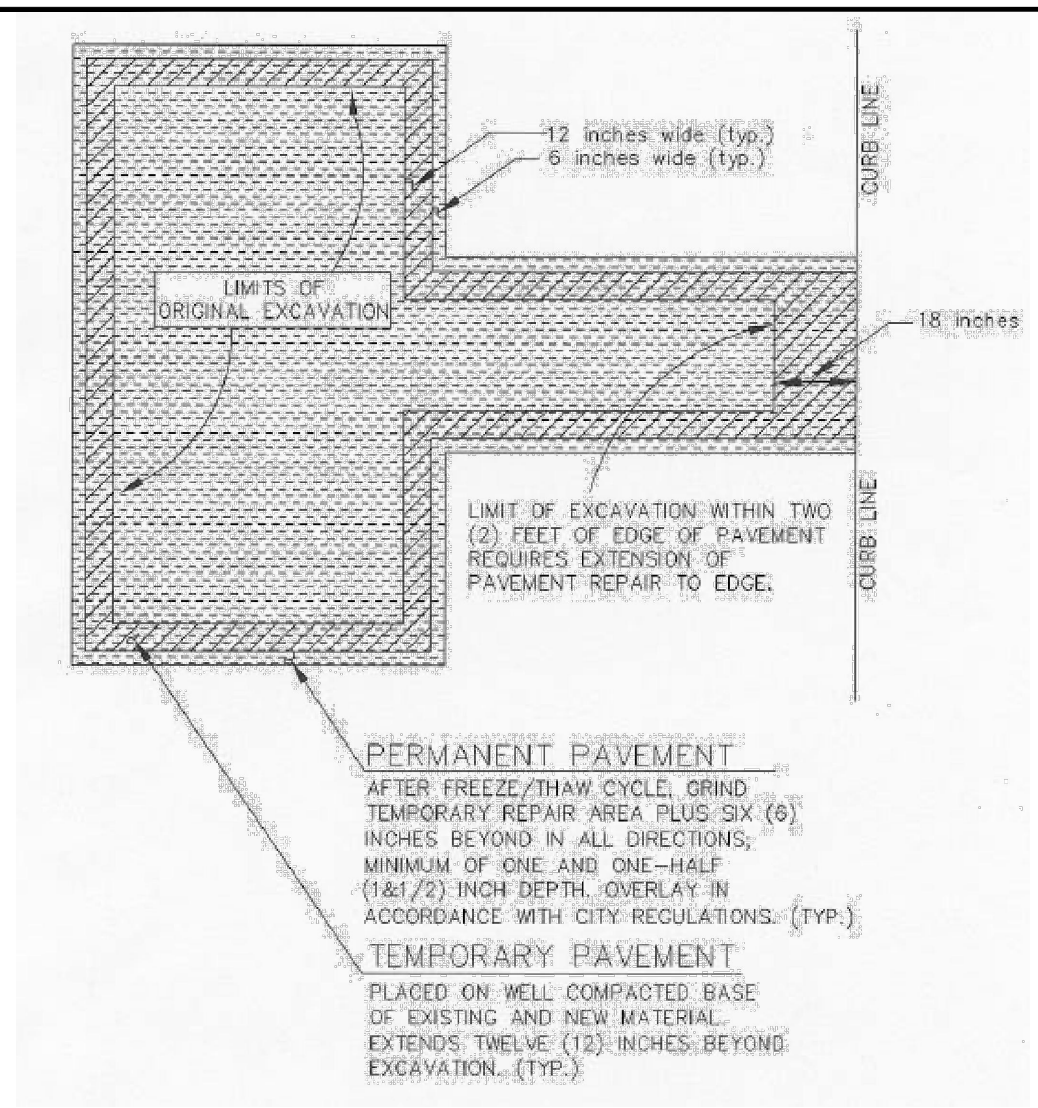 12 inches wide (typ.)
6 inches wide (typ.)
CURB LINE
LIMITS OF
ORIGINAL EXCAVATION
18 inches
LIMIT OF EXCAVATION WITHIN TWO
(2) FEET OF EDGE OF PAVEMENT
REQUIRES EXTENSION OF
PAVEMENT REPAIR TO EDGE.
CURB LINE
PERMANENT PAVEMENT
AFTER FREEZE/THAW CYCLE, GRIND
TEMPORARY REPAIR AREA PLUS SIX (6)
INCHES BEYOND IN ALL DIRECTIONS;
MINIMUM OF ONE AND ONE-HALF
(1&1/2) INCH DEPTH. OVERLAY IN
ACCORDANCE WITH CITY REGULATIONS. (TYP.)
TEMPORARY PAVEMENT
PLACED ON WELL COMPACTED BASE
OF EXISTING AND NEW MATERIAL
EXTENDS TWELVE (12) INCHES BEYOND
EXCAVATION. (TYP.)